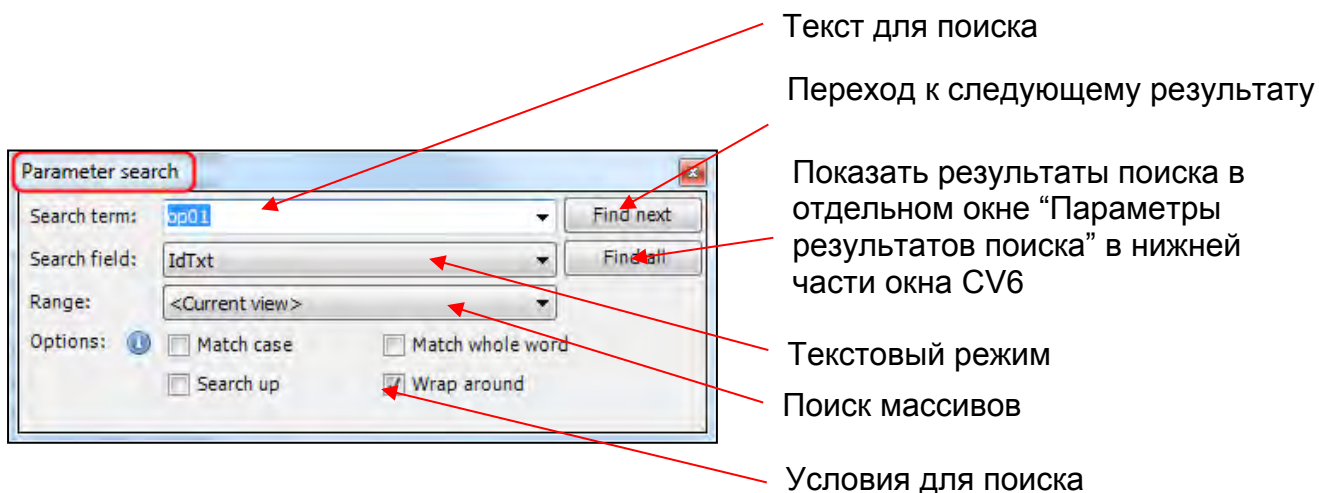 Текст для поиска
Переход к следующему результату
Parameter search
Показать результаты поиска в
отдельном окне “Параметры
результатов поиска” в нижней
части окна CV6
Search term: op01 Find next
Search field: IdTxt Find all
Range: <Current view>
Options: Match case Match whole word
Search up Wrap around
Текстовый режим
Поиск массивов
Условия для поиска